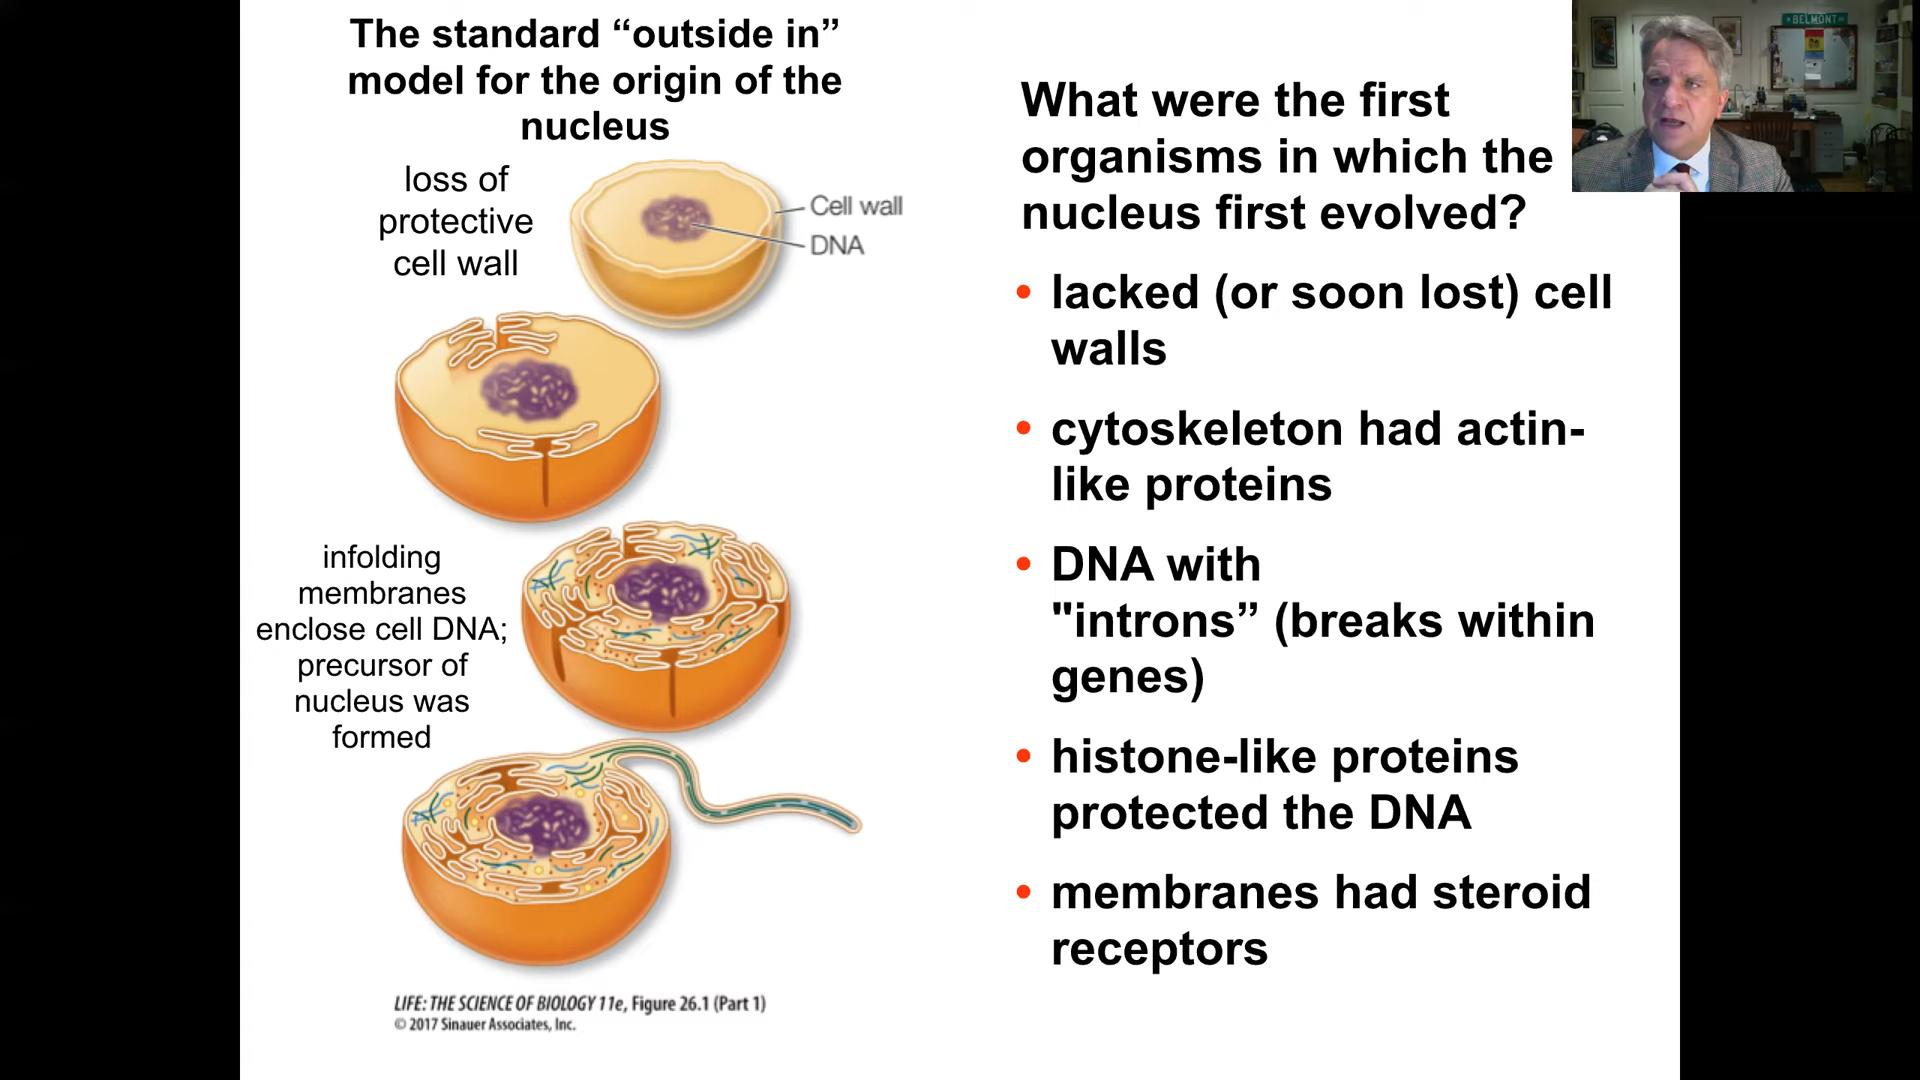 The standard “outside in”
model for the origin of the
nucleus
loss of
protective
cell wall
Cell wall
DNA
infolding
membranes
enclose cell DNA;
precursor of
nucleus was
formed
LIFE: THE SCIENCE OF BIOLOGY 11e, Figure 26.1 (Part 1)
© 2017 Sinauer Associates, Inc.
What were the first
organisms in which the
nucleus first evolved?
• lacked (or soon lost) cell
walls
• cytoskeleton had actin-
like proteins
• DNA with
"introns” (breaks within
genes)
• histone-like proteins
protected the DNA
• membranes had steroid
receptors
BELMONT